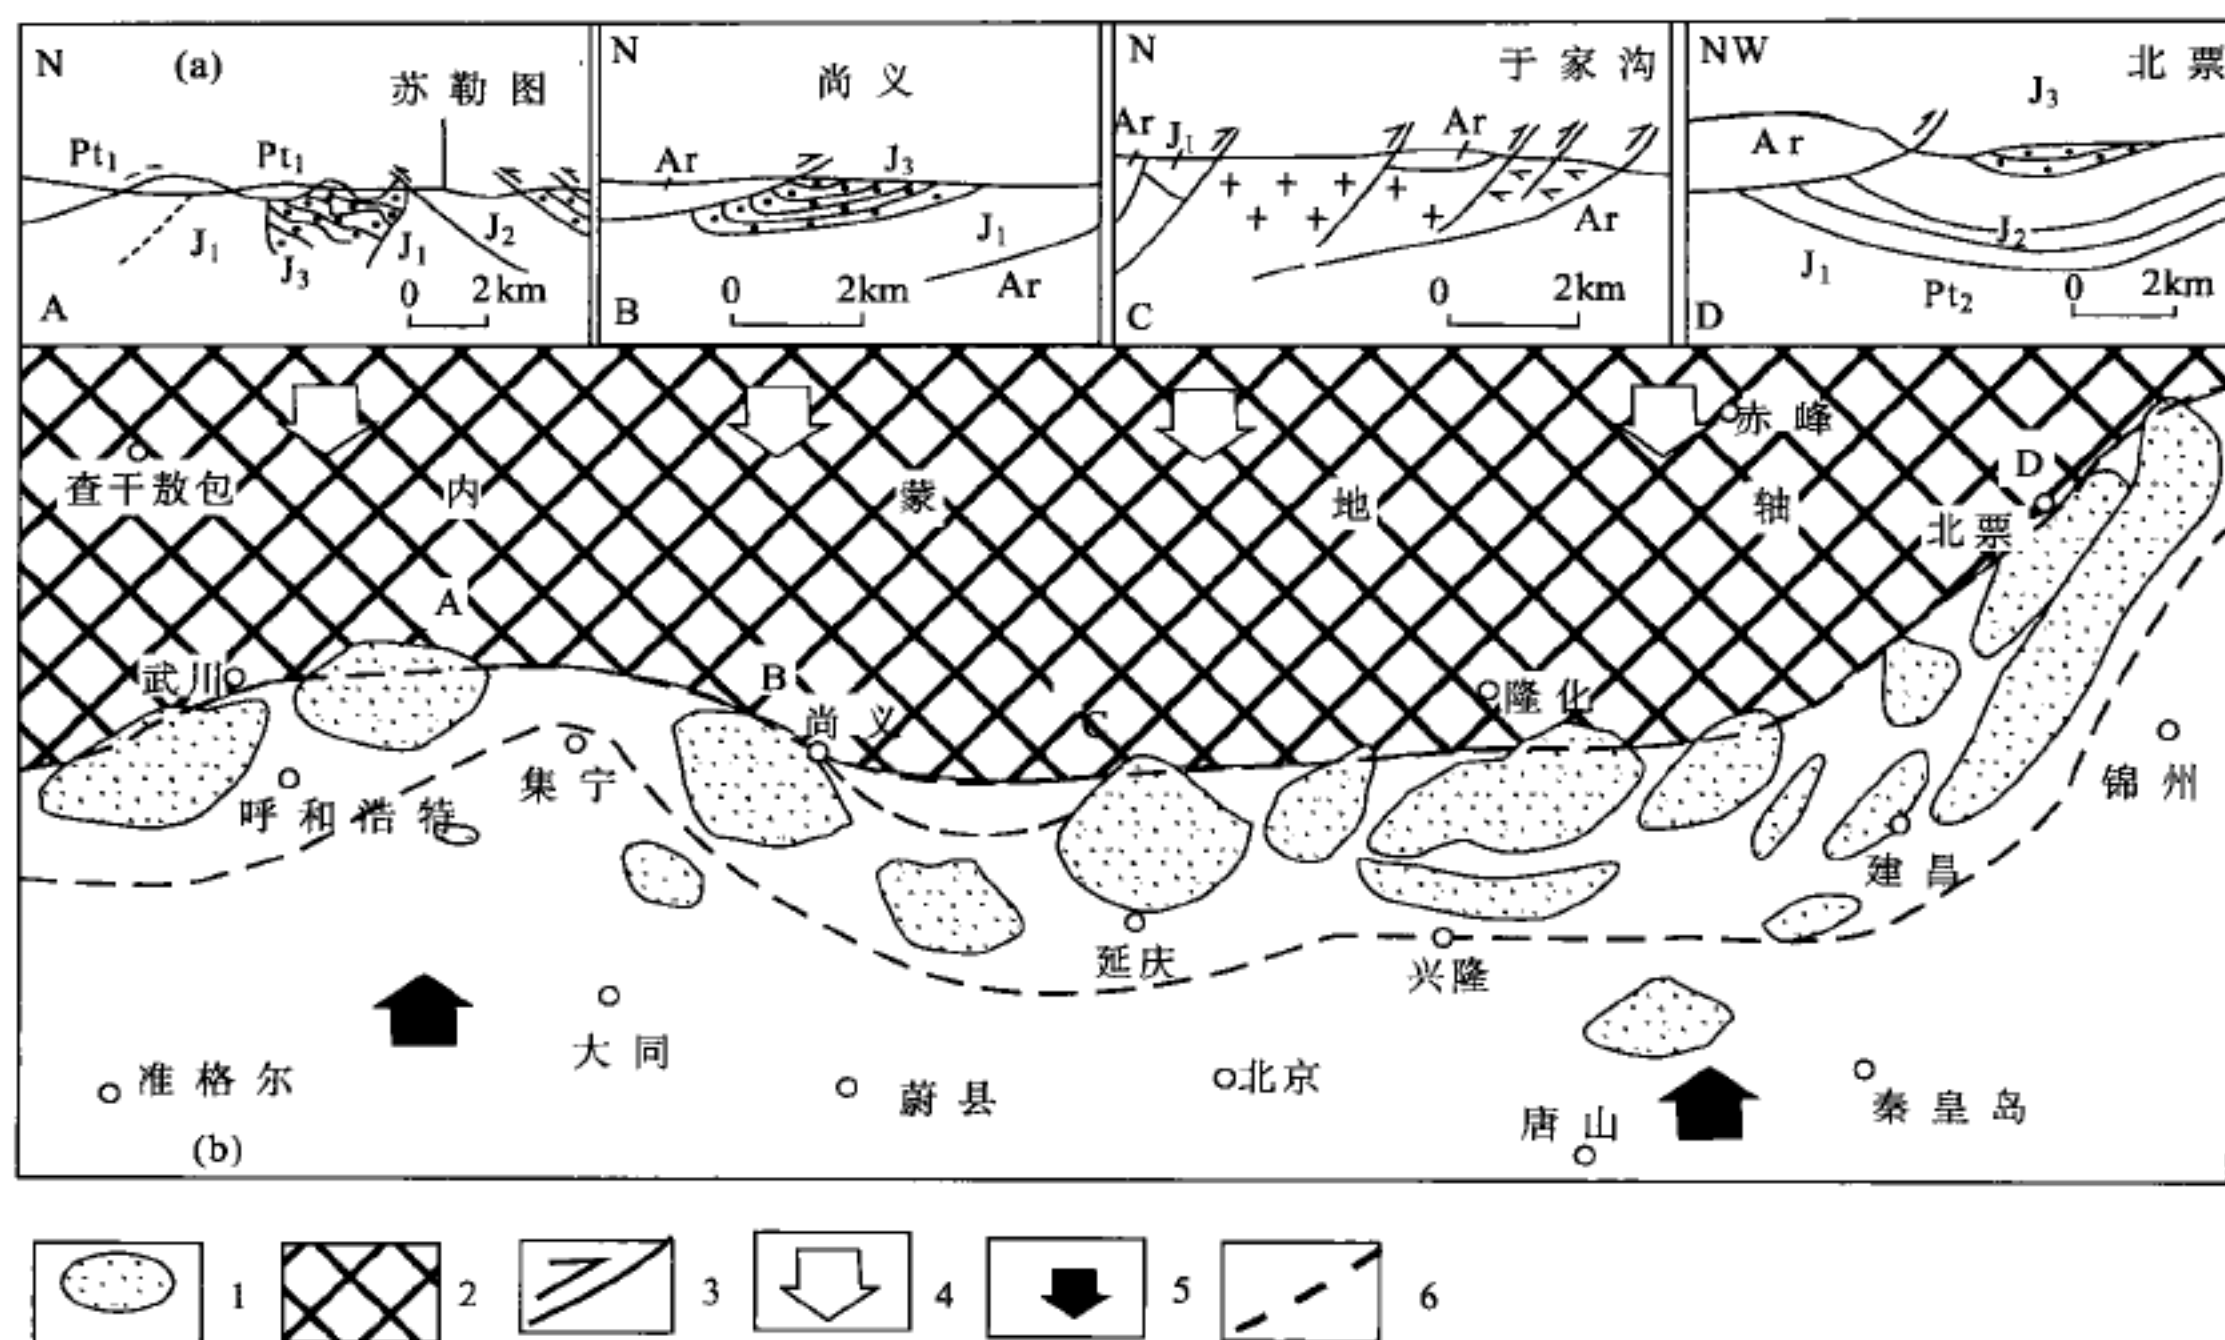 N (a) 苏勒图
Pt₁ Pt₁
J₁ J₃ J₁ J₂
0 2km
A
N 尚义
Ar J₃
J₁
0 2km Ar
B
N 于家沟
Ar J₁ Ar
Ar
0 2km
C
NW 北票
J₃
Ar
J₂
J₁
Pt₂ 0 2km
D
赤峰
查干敖包 内 蒙 地 轴 D
北票
A
武川 B 隆化
尚义 C
呼和浩特 集宁 锦州
建昌
延庆 兴隆
大同
准格尔 蔚县 北京 唐山 秦皇岛
(b)
1 2 3 4 5 6